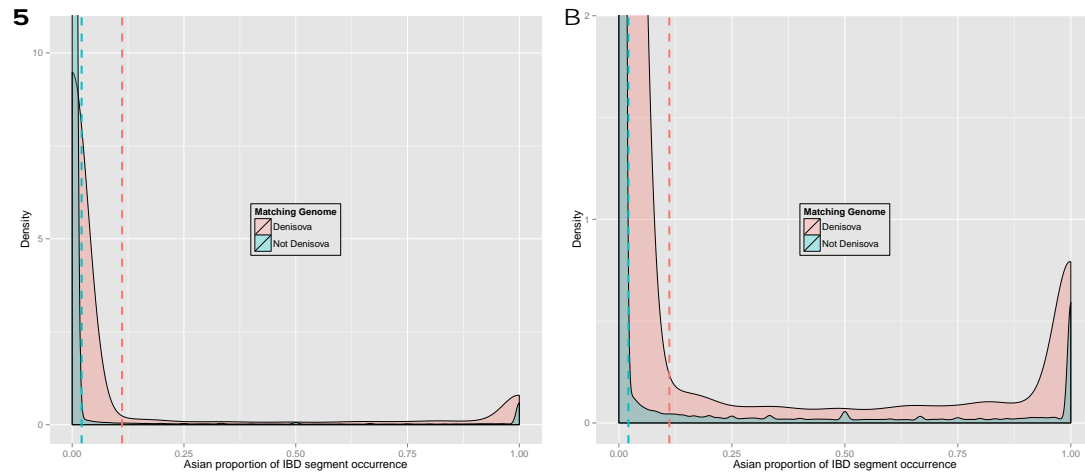 5
10
5
0
Density
0.00 0.25 0.50 0.75 1.00
Asian proportion of IBD segment occurrence
Matching Genome
Denisova
Not Denisova
B
2
1
0
Density
0.00 0.25 0.50 0.75 1.00
Asian proportion of IBD segment occurrence
Matching Genome
Denisova
Not Denisova